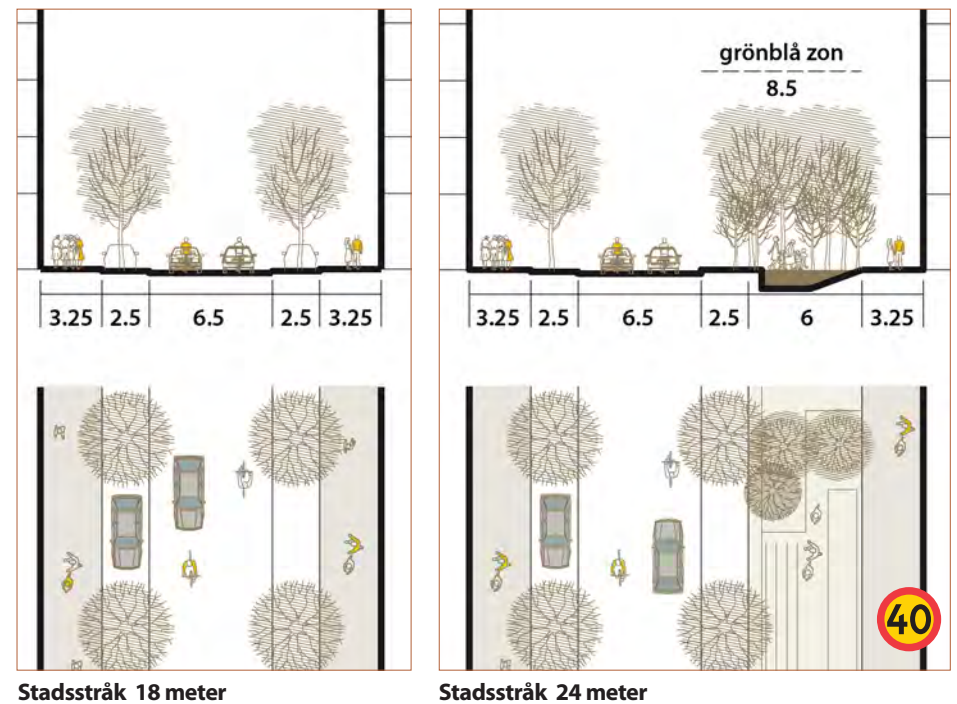 grönblå zon
8.5
3.25 2.5 6.5 2.5 3.25
3.25 2.5 6.5 2.5 6 3.25
40
Stadsstråk 18 meter
Stadsstråk 24 meter